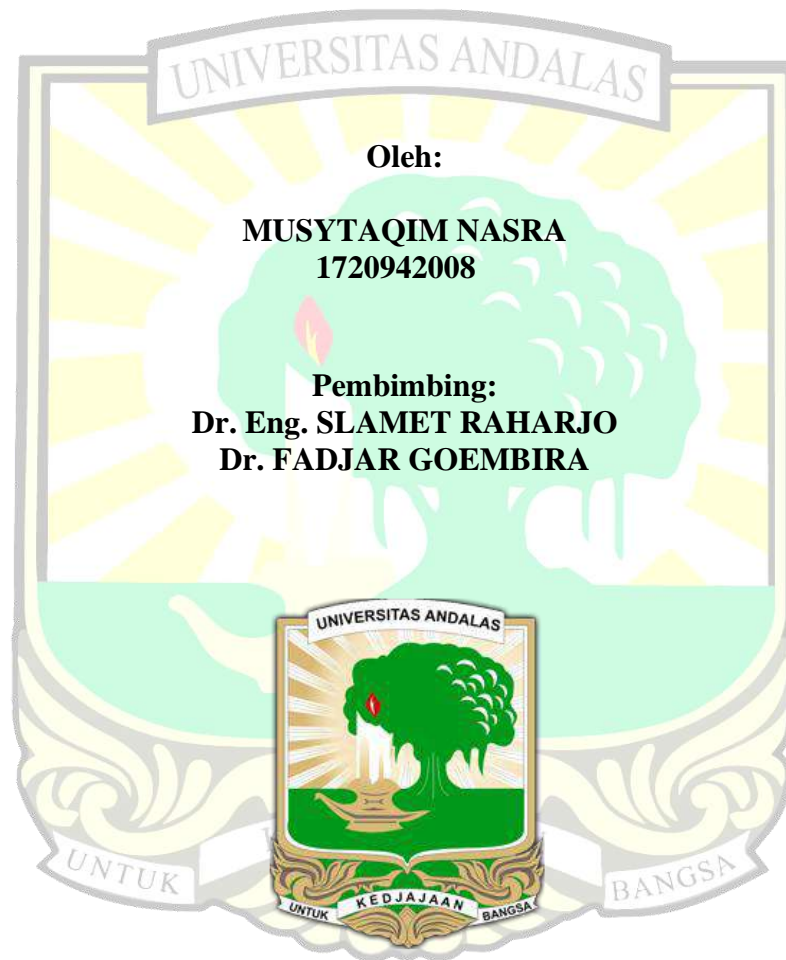 UNIVERSITAS ANDALAS
Oleh:
MUSYTAQIM NASRA
1720942008
Pembimbing:
Dr. Eng. SLAMET RAHARJO
Dr. FADJAR GOEMBIRA
UNIVERSITAS ANDALAS
UNTUK KEDJAJAAN BANGSA
UNTUK BANGSA